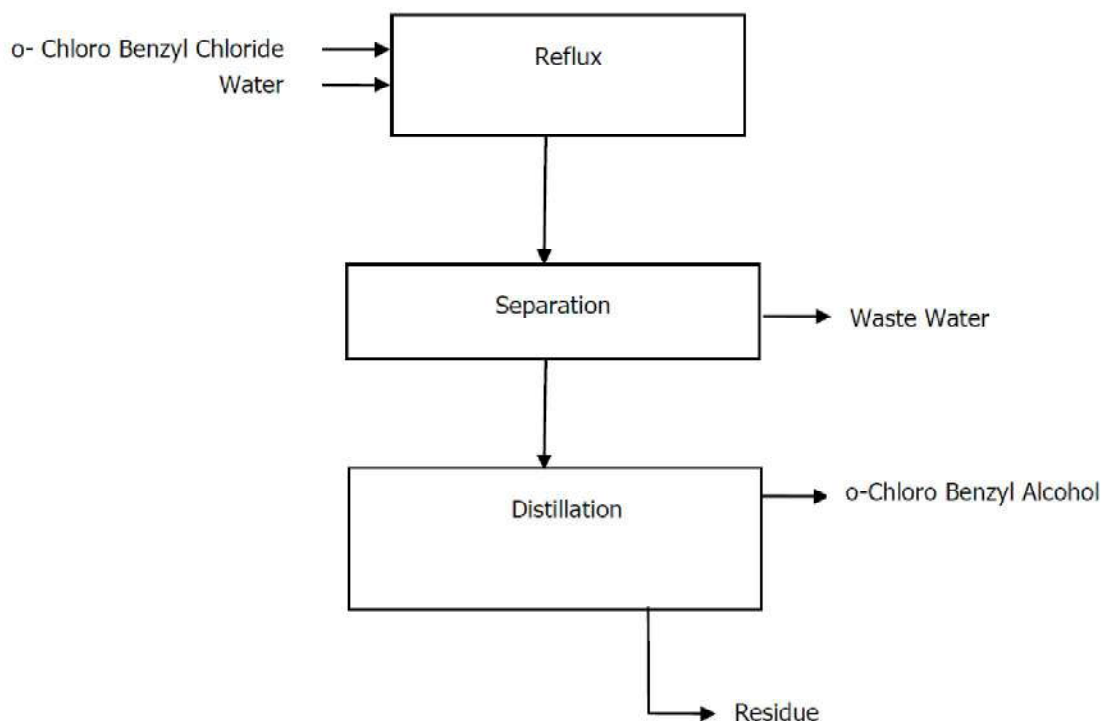 o- Chloro Benzyl Chloride
Water
Reflux
Separation
Waste Water
Distillation
o-Chloro Benzyl Alcohol
Residue